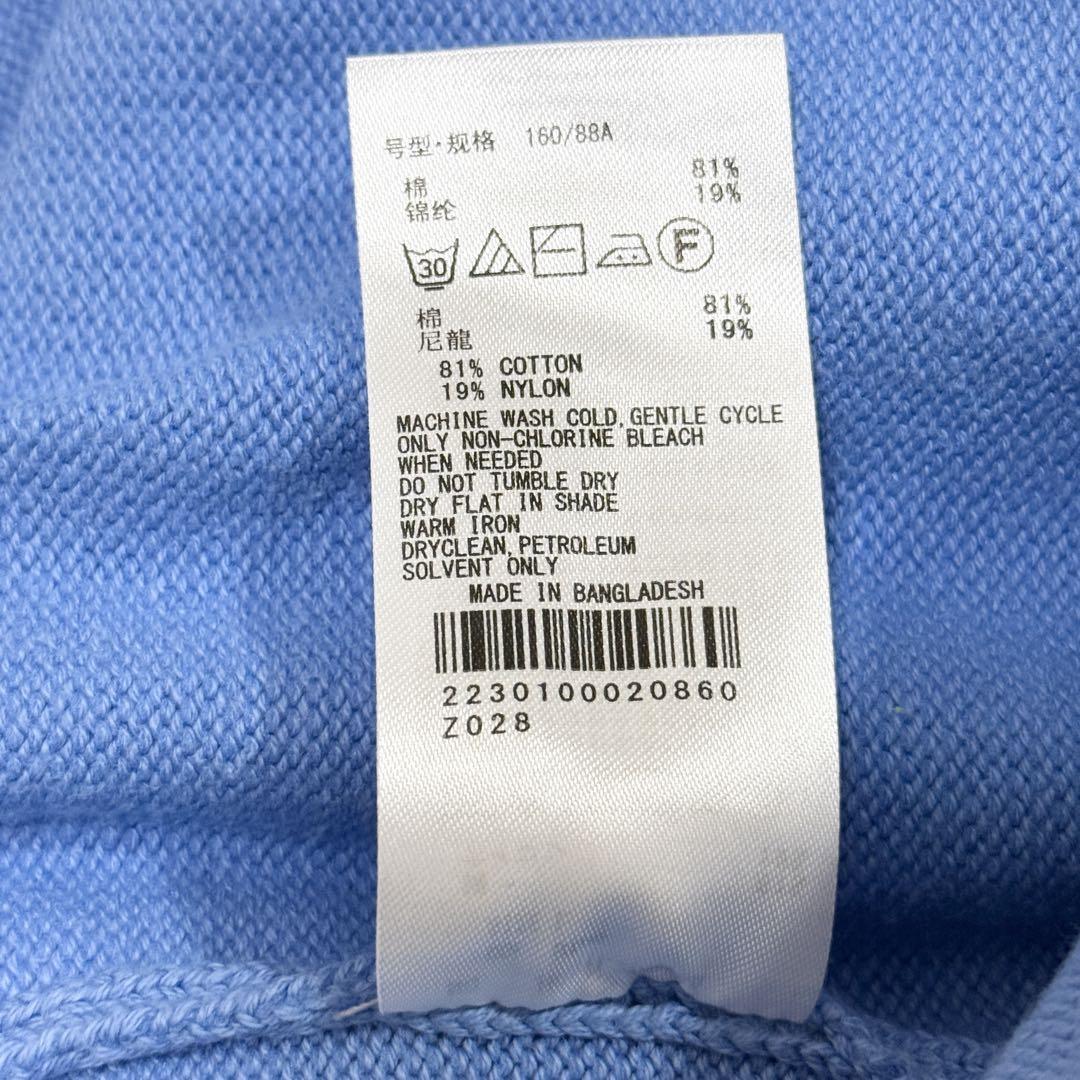 号型·规格 160/88A
棉 81%
锦纶 19%
30 F
棉 81%
尼龍 19%
81% COTTON
19% NYLON
MACHINE WASH COLD, GENTLE CYCLE
ONLY NON-CHLORINE BLEACH
WHEN NEEDED
DO NOT TUMBLE DRY
DRY FLAT IN SHADE
WARM IRON
DRYCLEAN, PETROLEUM
SOLVENT ONLY
MADE IN BANGLADESH
2230100020860
Z028